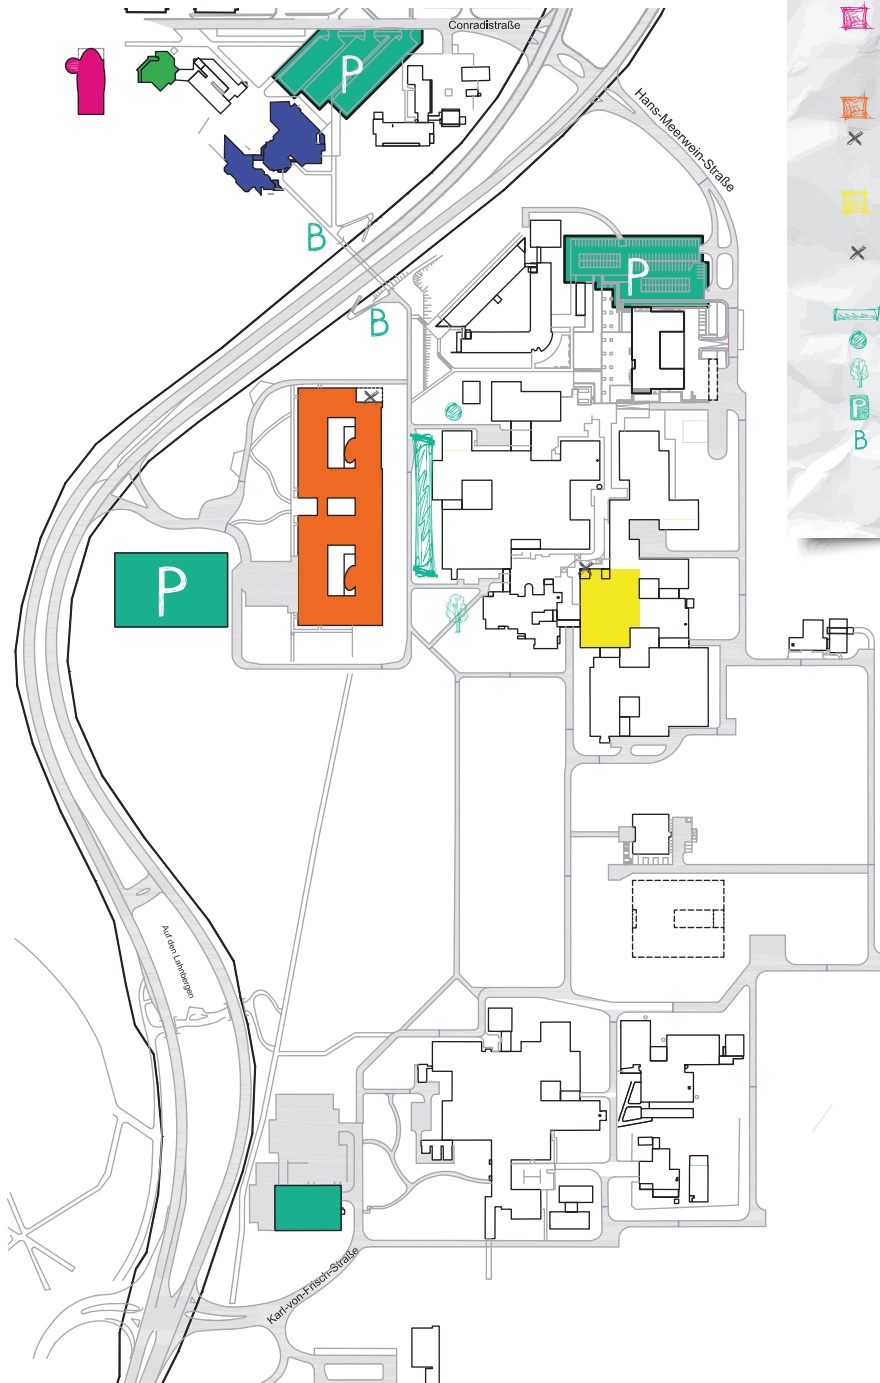 Conradistraße
P
Hans-Meerwein-Straße
B
P
B
P
B
P
Auf den Lahnbergen
Karl-von-Frisch-Straße